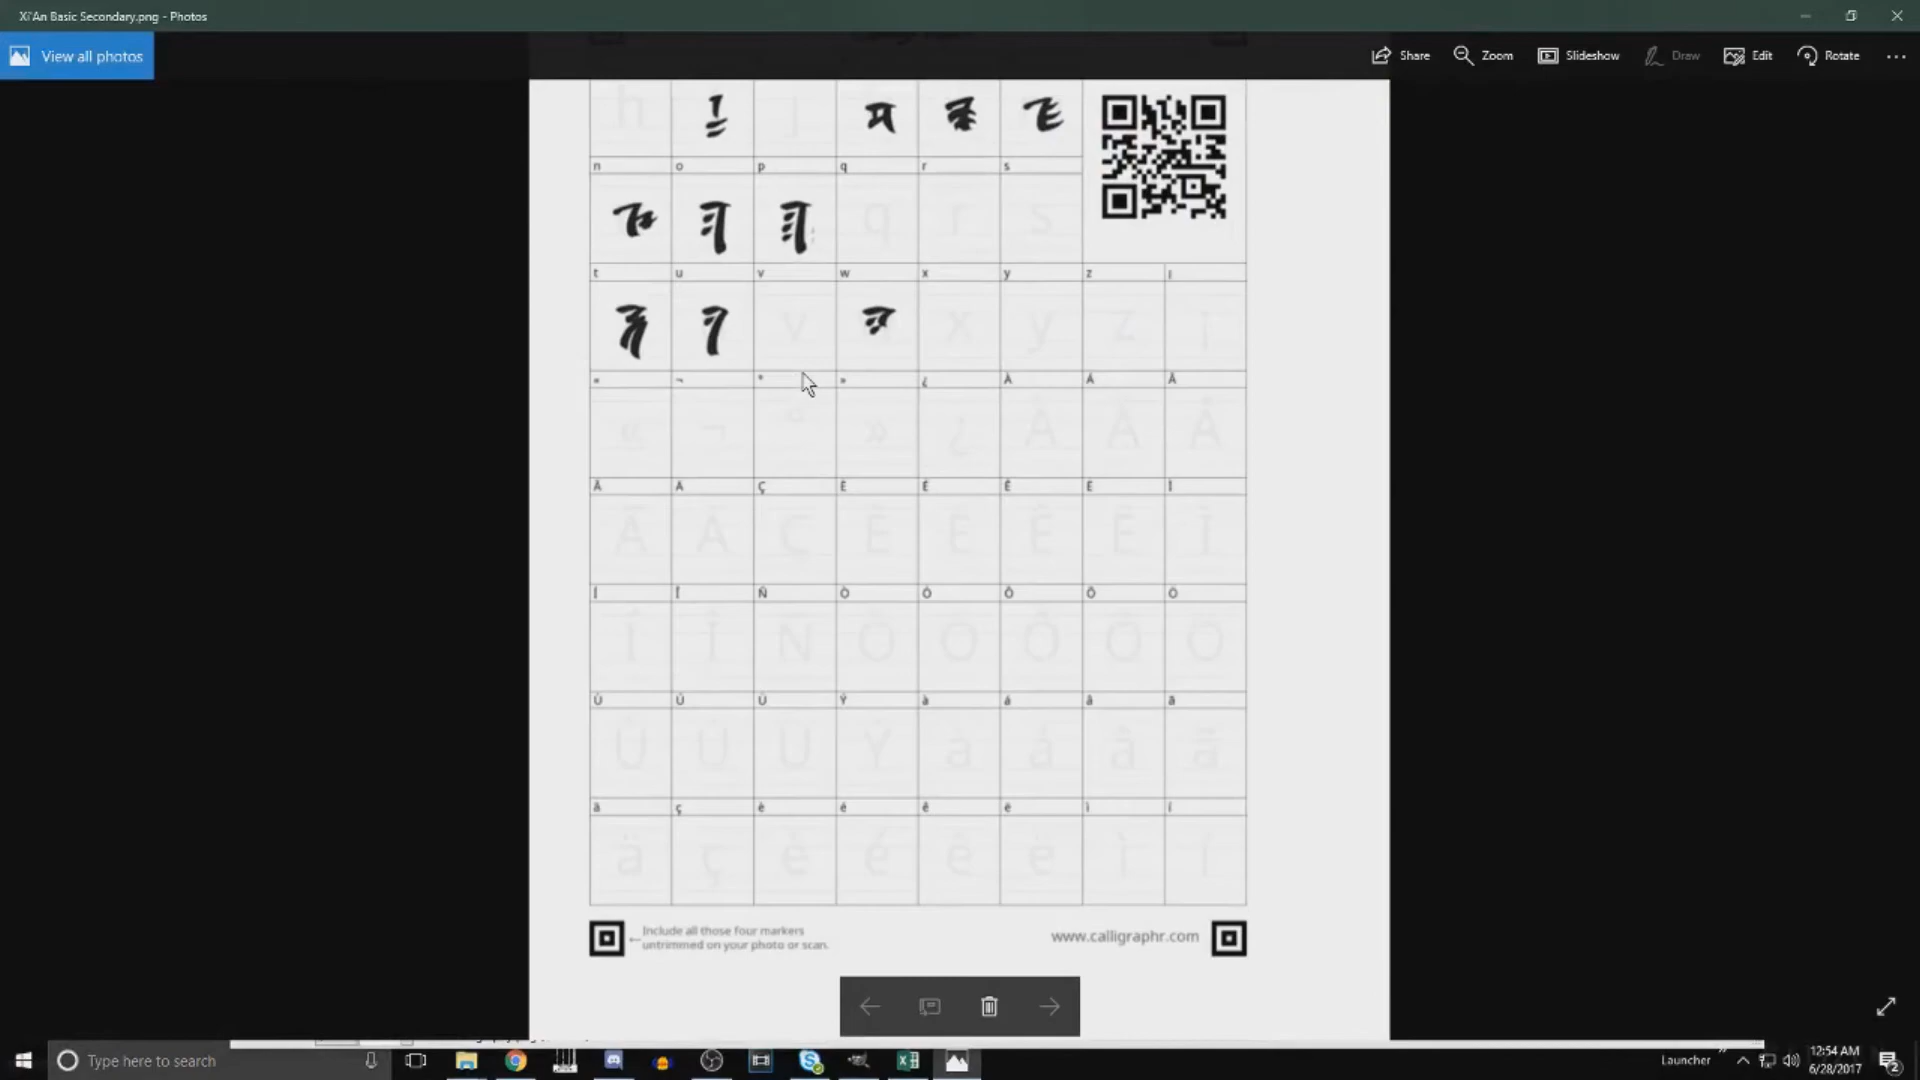 Xi'An Basic Secondary.png - Photos
View all photos
Share Zoom Slideshow Draw Edit Rotate
h j
n o p q r s
q r s
t u v w x y z ¡
v x y z ¡
« ¬ » ¿ À
« ¬ ª » ¿
Ç È
Ç
Ñ
Ý à á â ã
à
ä ç è é ê ë ì í
ä ç è é ê ë ì í
←Include all those four markers
untrimmed on your photo or scan.
www.calligraphr.com
Type here to search
Launcher
12:54 AM
6/28/2017
2